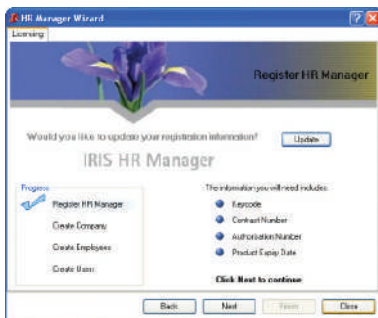 HR Manager Wizard
Licensing
Register HR Manager
Would you like to update your registration information?
Update
IRIS HR Manager
Progress
Register HR Manager
Create Company
Create Employees
Create Users
The information you will need includes:
Keycode
Contract Number
Authorisation Number
Product Expiry Date
Click Next to continue
Back
Next
Finish
Close